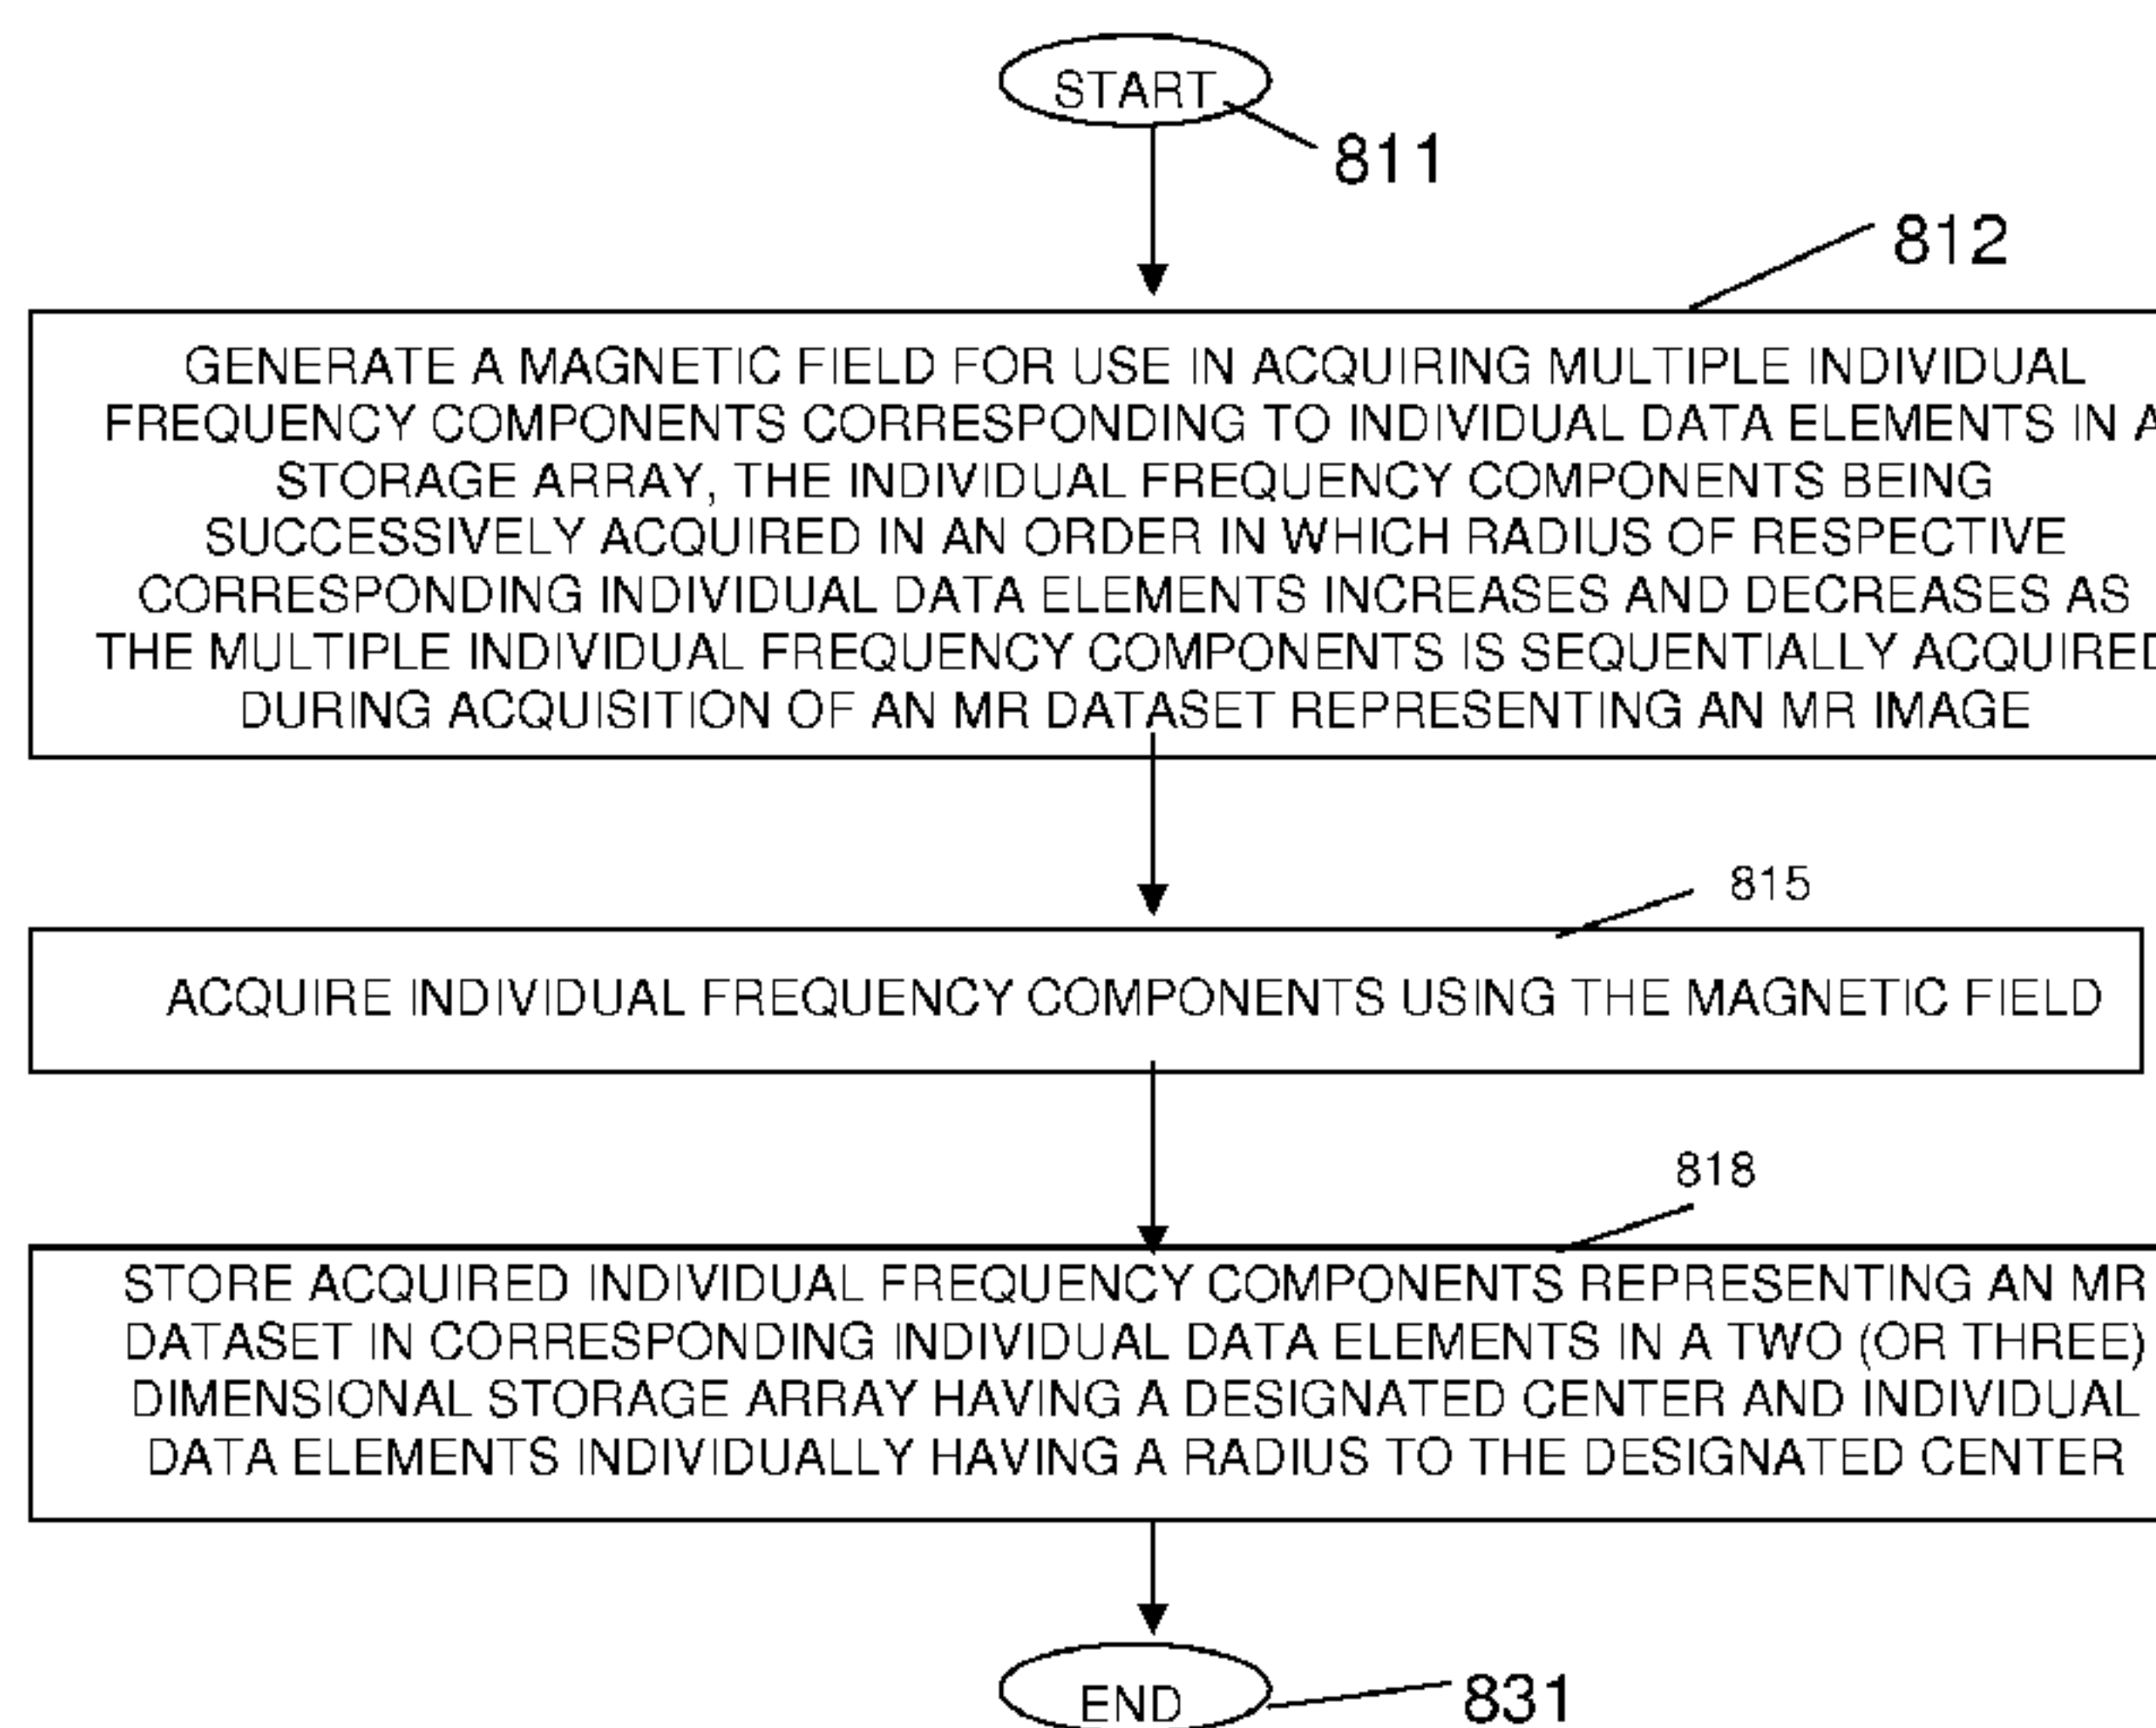 START
811
812
GENERATE A MAGNETIC FIELD FOR USE IN ACQUIRING MULTIPLE INDIVIDUAL
FREQUENCY COMPONENTS CORRESPONDING TO INDIVIDUAL DATA ELEMENTS IN A
STORAGE ARRAY, THE INDIVIDUAL FREQUENCY COMPONENTS BEING
SUCCESSIVELY ACQUIRED IN AN ORDER IN WHICH RADIUS OF RESPECTIVE
CORRESPONDING INDIVIDUAL DATA ELEMENTS INCREASES AND DECREASES AS
THE MULTIPLE INDIVIDUAL FREQUENCY COMPONENTS IS SEQUENTIALLY ACQUIRED
DURING ACQUISITION OF AN MR DATASET REPRESENTING AN MR IMAGE
815
ACQUIRE INDIVIDUAL FREQUENCY COMPONENTS USING THE MAGNETIC FIELD
818
STORE ACQUIRED INDIVIDUAL FREQUENCY COMPONENTS REPRESENTING AN MR
DATASET IN CORRESPONDING INDIVIDUAL DATA ELEMENTS IN A TWO (OR THREE)
DIMENSIONAL STORAGE ARRAY HAVING A DESIGNATED CENTER AND INDIVIDUAL
DATA ELEMENTS INDIVIDUALLY HAVING A RADIUS TO THE DESIGNATED CENTER
END
831